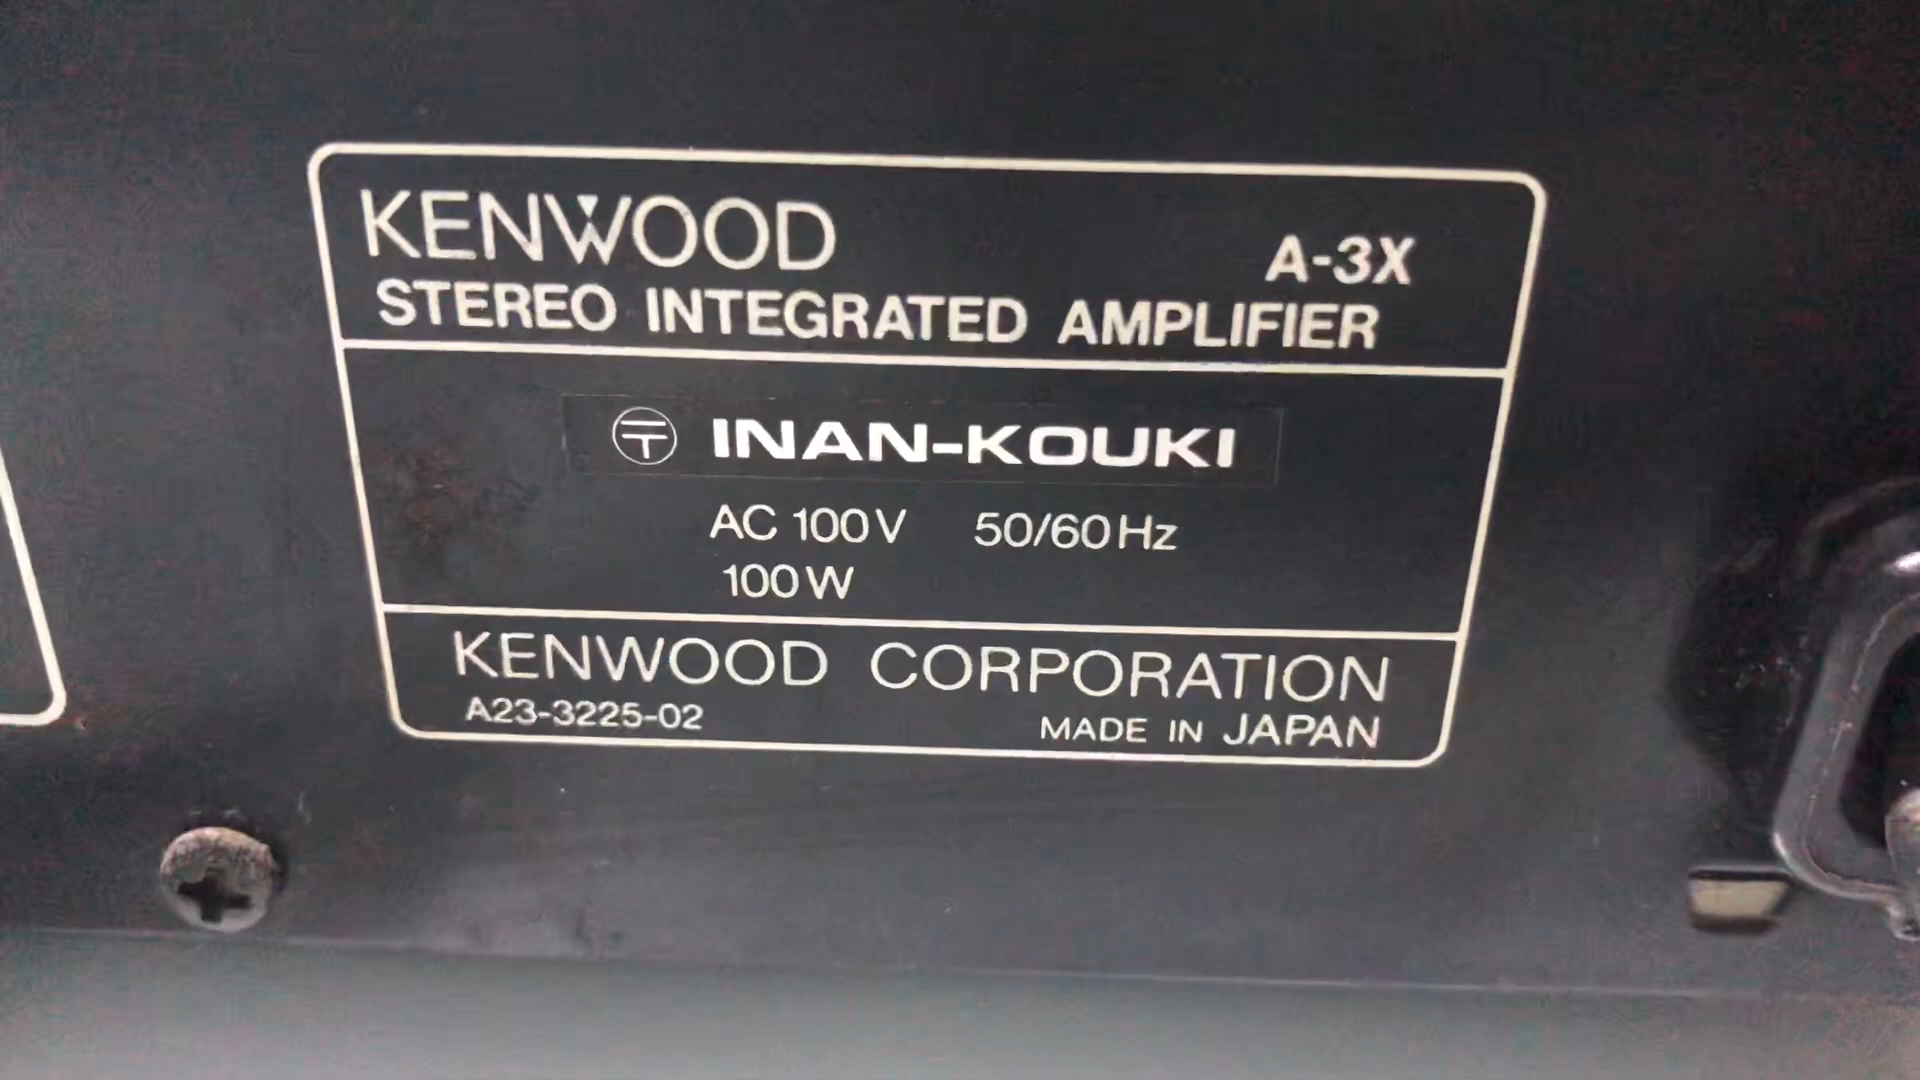 KENWOOD
A-3X
STEREO INTEGRATED AMPLIFIER
INAN-KOUKI
AC 100V 50/60Hz
100W
KENWOOD CORPORATION
A23-3225-02 MADE IN JAPAN